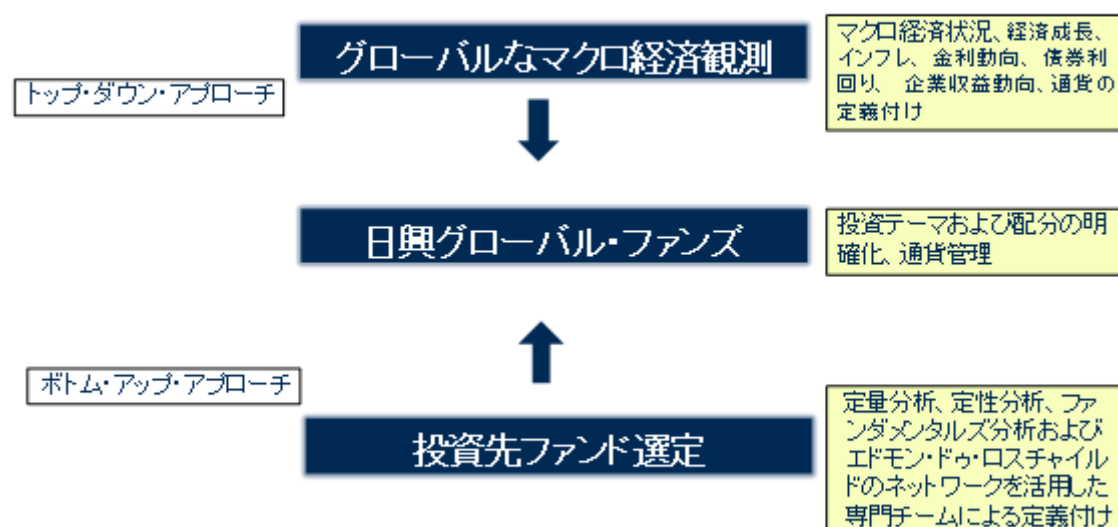 グローバルなマクロ経済観測
マクロ経済状況、経済成長、
インフレ、金利動向、債券利
回り、企業収益動向、通貨の
定義付け
トップ・ダウン・アプローチ
日興グローバル・ファンズ
投資テーマおよび配分の明
確化、通貨管理
ボトム・アップ・アプローチ
投資先ファンド選定
定量分析、定性分析、ファ
ンダメンタルズ分析および
エドモン・ドゥ・ロスチャイル
ドのネットワークを活用した
専門チームによる定義付け